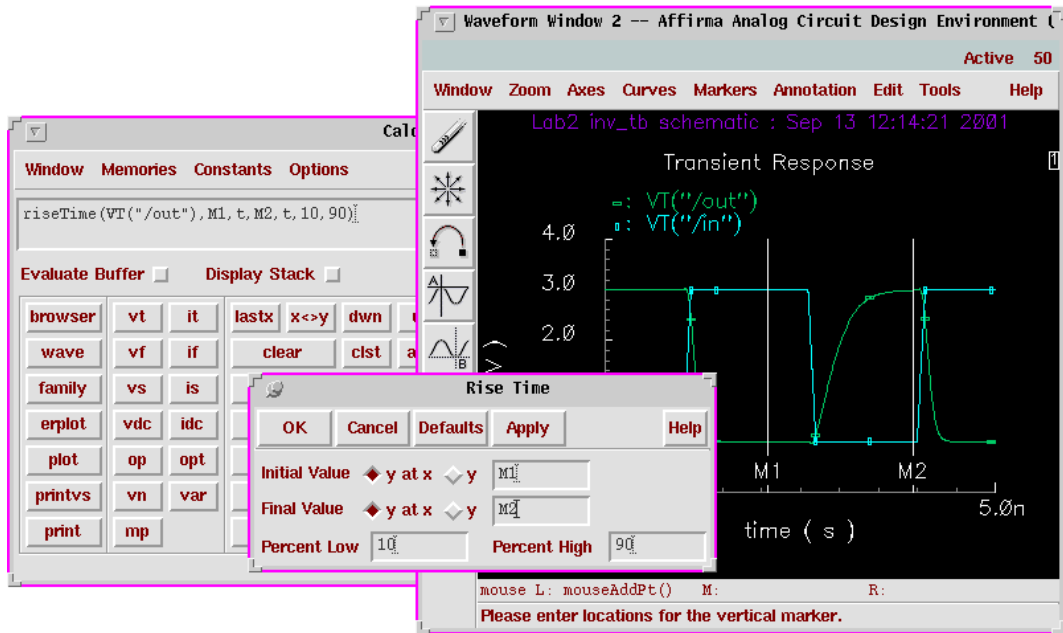 Waveform Window 2 -- Affirma Analog Circuit Design Environment (
Active 50
Window Zoom Axes Curves Markers Annotation Edit Tools Help
Lab2 inv_tb schematic : Sep 13 12:14:21 2001
Transient Response
1
-: VT("/out")
: VT("/in")
4.0
3.0
2.0
A
B
M1 M2
5.0n
time ( s )
mouse L: mouseAddPt() M: R:
Please enter locations for the vertical marker.
Window Memories Constants Options
riseTime(VT("/out"),M1,t,M2,t,10,90)
Evaluate Buffer Display Stack
browser vt it lastx x<>y dwn
wave vf if clear clst
family vs is
erplot vdc idc
plot op opt
printvs vn var
print mp
Rise Time
OK Cancel Defaults Apply Help
Initial Value y at x y M1
Final Value y at x y M2
Percent Low 10 Percent High 90